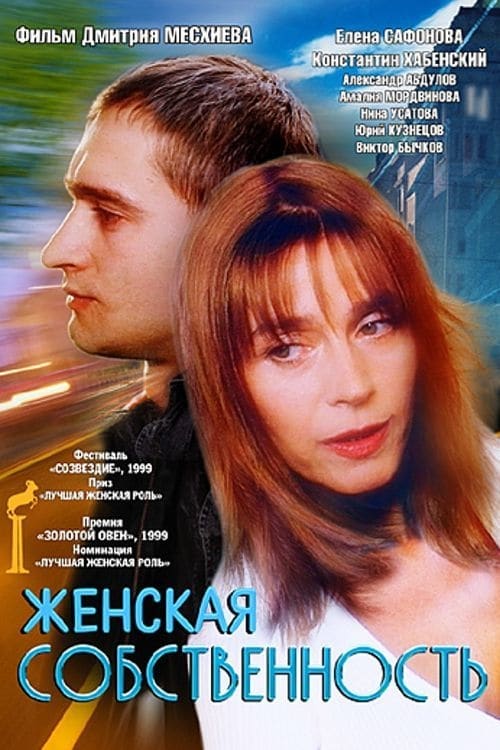 Фильм Дмитрия МЕСХИЕВА
Елена САФОНОВА
Константин ХАБЕНСКИЙ
Александр АБДУЛОВ
Амалия МОРДВИНОВА
Нина УСАТОВА
Юрий КУЗНЕЦОВ
Виктор БЫЧКОВ
Фестиваль
«СОЗВЕЗДИЕ», 1999
Приз
«ЛУЧШАЯ ЖЕНСКАЯ РОЛЬ»
Премия
«ЗОЛОТОЙ ОВЕН», 1999
Номинация
«ЛУЧШАЯ ЖЕНСКАЯ РОЛЬ»
ЖЕНСКАЯ
СОБСТВЕННОСТЬ